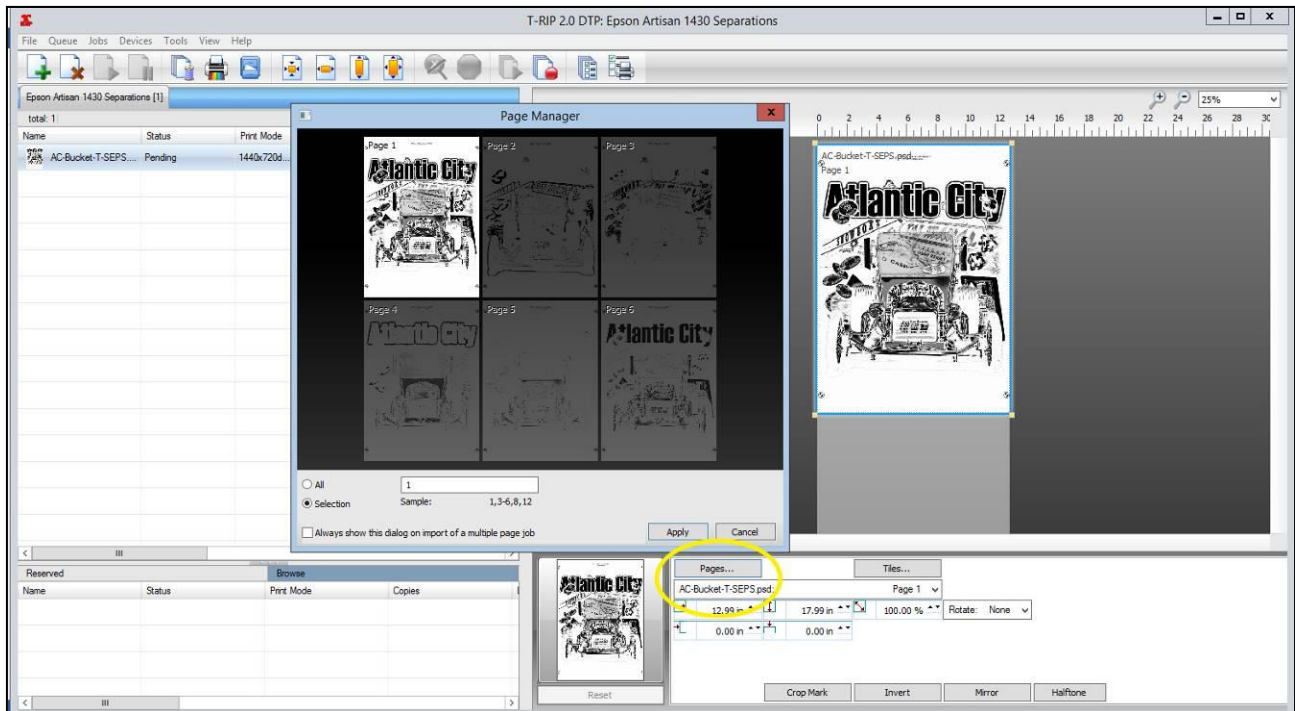 T-RIP 2.0 DTP: Epson Artisan 1430 Separations
File Queue Jobs Devices Tools View Help
Epson Artisan 1430 Separations [1]
total: 1
Name Status Print Mode
AC-Bucket-T-SEPS.... Pending 1440x720d...
Page Manager
Page 1 Page 2 Page 3
Atlantic City
Page 4 Page 5 Page 6
Atlantic City Atlantic City
All
1
Selection Sample: 1,3-6,8,12
Always show this dialog on import of a multiple page job
Apply Cancel
25%
0 2 4 6 8 10 12 14 16 18 20 22 24 26 28 30
AC-Bucket-T-SEPS.psd
Page 1
Atlantic City
Reserved Browse
Name Status Print Mode Copies
Atlantic City
Reset
Pages... Tiles...
AC-Bucket-T-SEPS.psd: Page 1
12.99 in 17.99 in 100.00 % Rotate: None
0.00 in 0.00 in
Crop Mark Invert Mirror Halftone